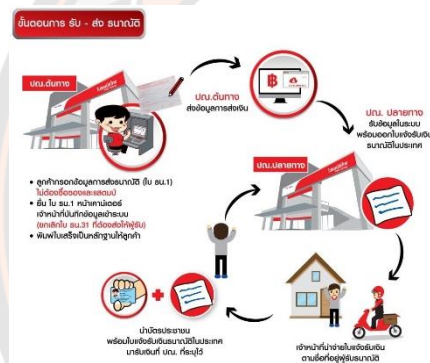 ขั้นตอนการ รับ - ส่ง ธนาณัติ
ปณ.ต้นทาง
ปณ.ต้นทาง
ส่งข้อมูลการส่งเงิน
ปณ. ปลายทาง
รับข้อมูลในระบบ
พร้อมออกใบแจ้งรับเงิน
ธนาณัติในประเทศ
ปณ.ปลายทาง
• ลูกค้ากรอกข้อมูลการส่งธนาณัติ (ใบ ธน.1)
ไม่ต้องซื้อซองและแสตมป์
• ยื่น ใบ ธน.1 หน้าเคาน์เตอร์
เจ้าหน้าที่บันทึกข้อมูลเข้าระบบ
(ยกเลิกใบ ธน.31 ที่ต้องส่งให้ผู้รับ)
• พิมพ์ใบเสร็จเป็นหลักฐานให้ลูกค้า
นำบัตรประชาชน
พร้อมใบแจ้งรับเงินธนาณัติในประเทศ
มารับเงินที่ ปณ. ที่ระบุไว้
เจ้าหน้าที่นำจ่ายใบแจ้งรับเงิน
ตามชื่อที่อยู่ผู้รับธนาณัติ